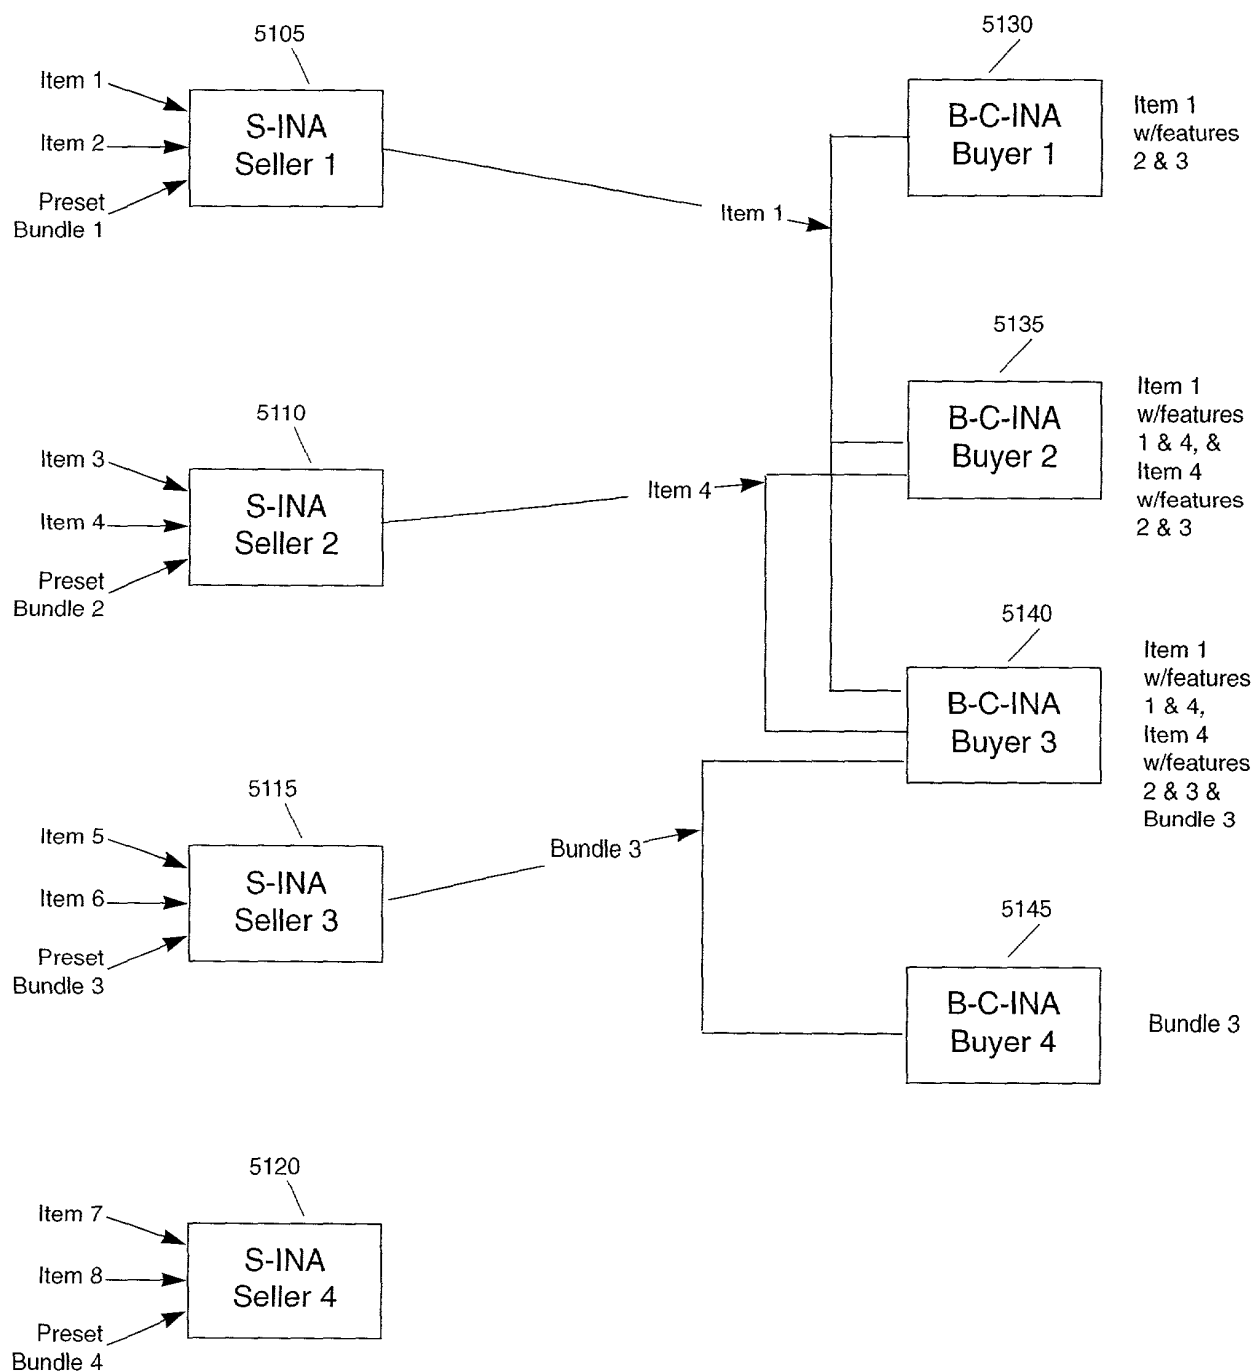 5105
Item 1
Item 2
Preset
Bundle 1
S-INA
Seller 1
Item 1
5130
B-C-INA
Buyer 1
Item 1
w/features
2 & 3
5110
Item 3
Item 4
Preset
Bundle 2
S-INA
Seller 2
Item 4
5135
B-C-INA
Buyer 2
Item 1
w/features
1 & 4, &
Item 4
w/features
2 & 3
5115
Item 5
Item 6
Preset
Bundle 3
S-INA
Seller 3
Bundle 3
5140
B-C-INA
Buyer 3
Item 1
w/features
1 & 4,
Item 4
w/features
2 & 3 &
Bundle 3
5145
B-C-INA
Buyer 4
Bundle 3
5120
Item 7
Item 8
Preset
Bundle 4
S-INA
Seller 4